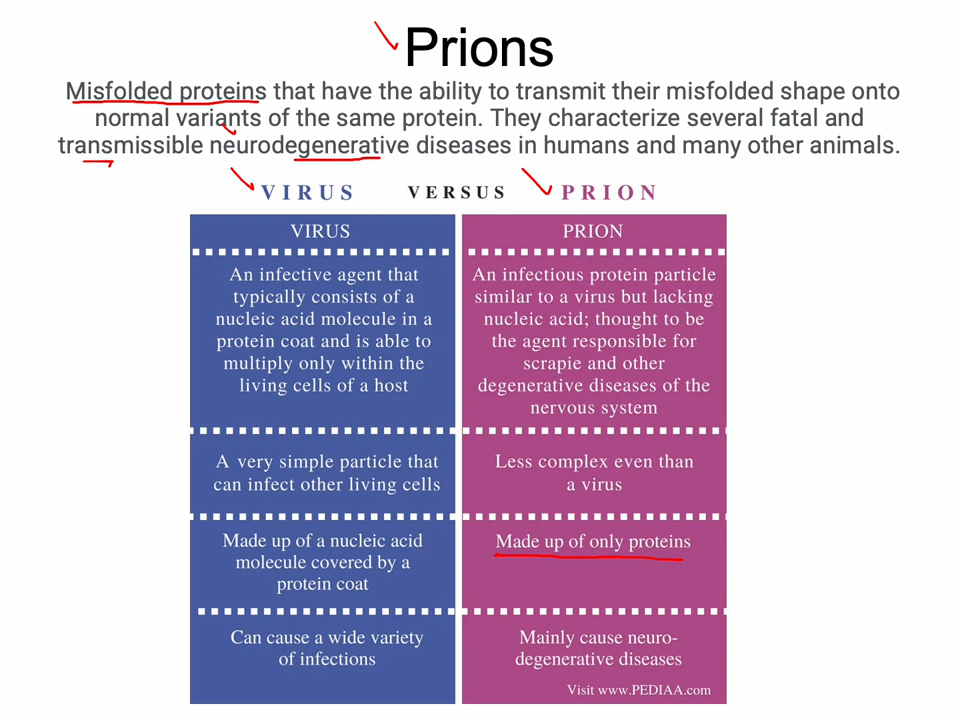 Prions
Misfolded proteins that have the ability to transmit their misfolded shape onto
normal variants of the same protein. They characterize several fatal and
transmissible neurodegenerative diseases in humans and many other animals.
VIRUS VERSUS PRION
VIRUS
An infective agent that
typically consists of a
nucleic acid molecule in a
protein coat and is able to
multiply only within the
living cells of a host
A very simple particle that
can infect other living cells
Made up of a nucleic acid
molecule covered by a
protein coat
Can cause a wide variety
of infections
PRION
An infectious protein particle
similar to a virus but lacking
nucleic acid; thought to be
the agent responsible for
scrapie and other
degenerative diseases of the
nervous system
Less complex even than
a virus
Made up of only proteins
Mainly cause neuro-
degenerative diseases
Visit www.PEDIAA.com